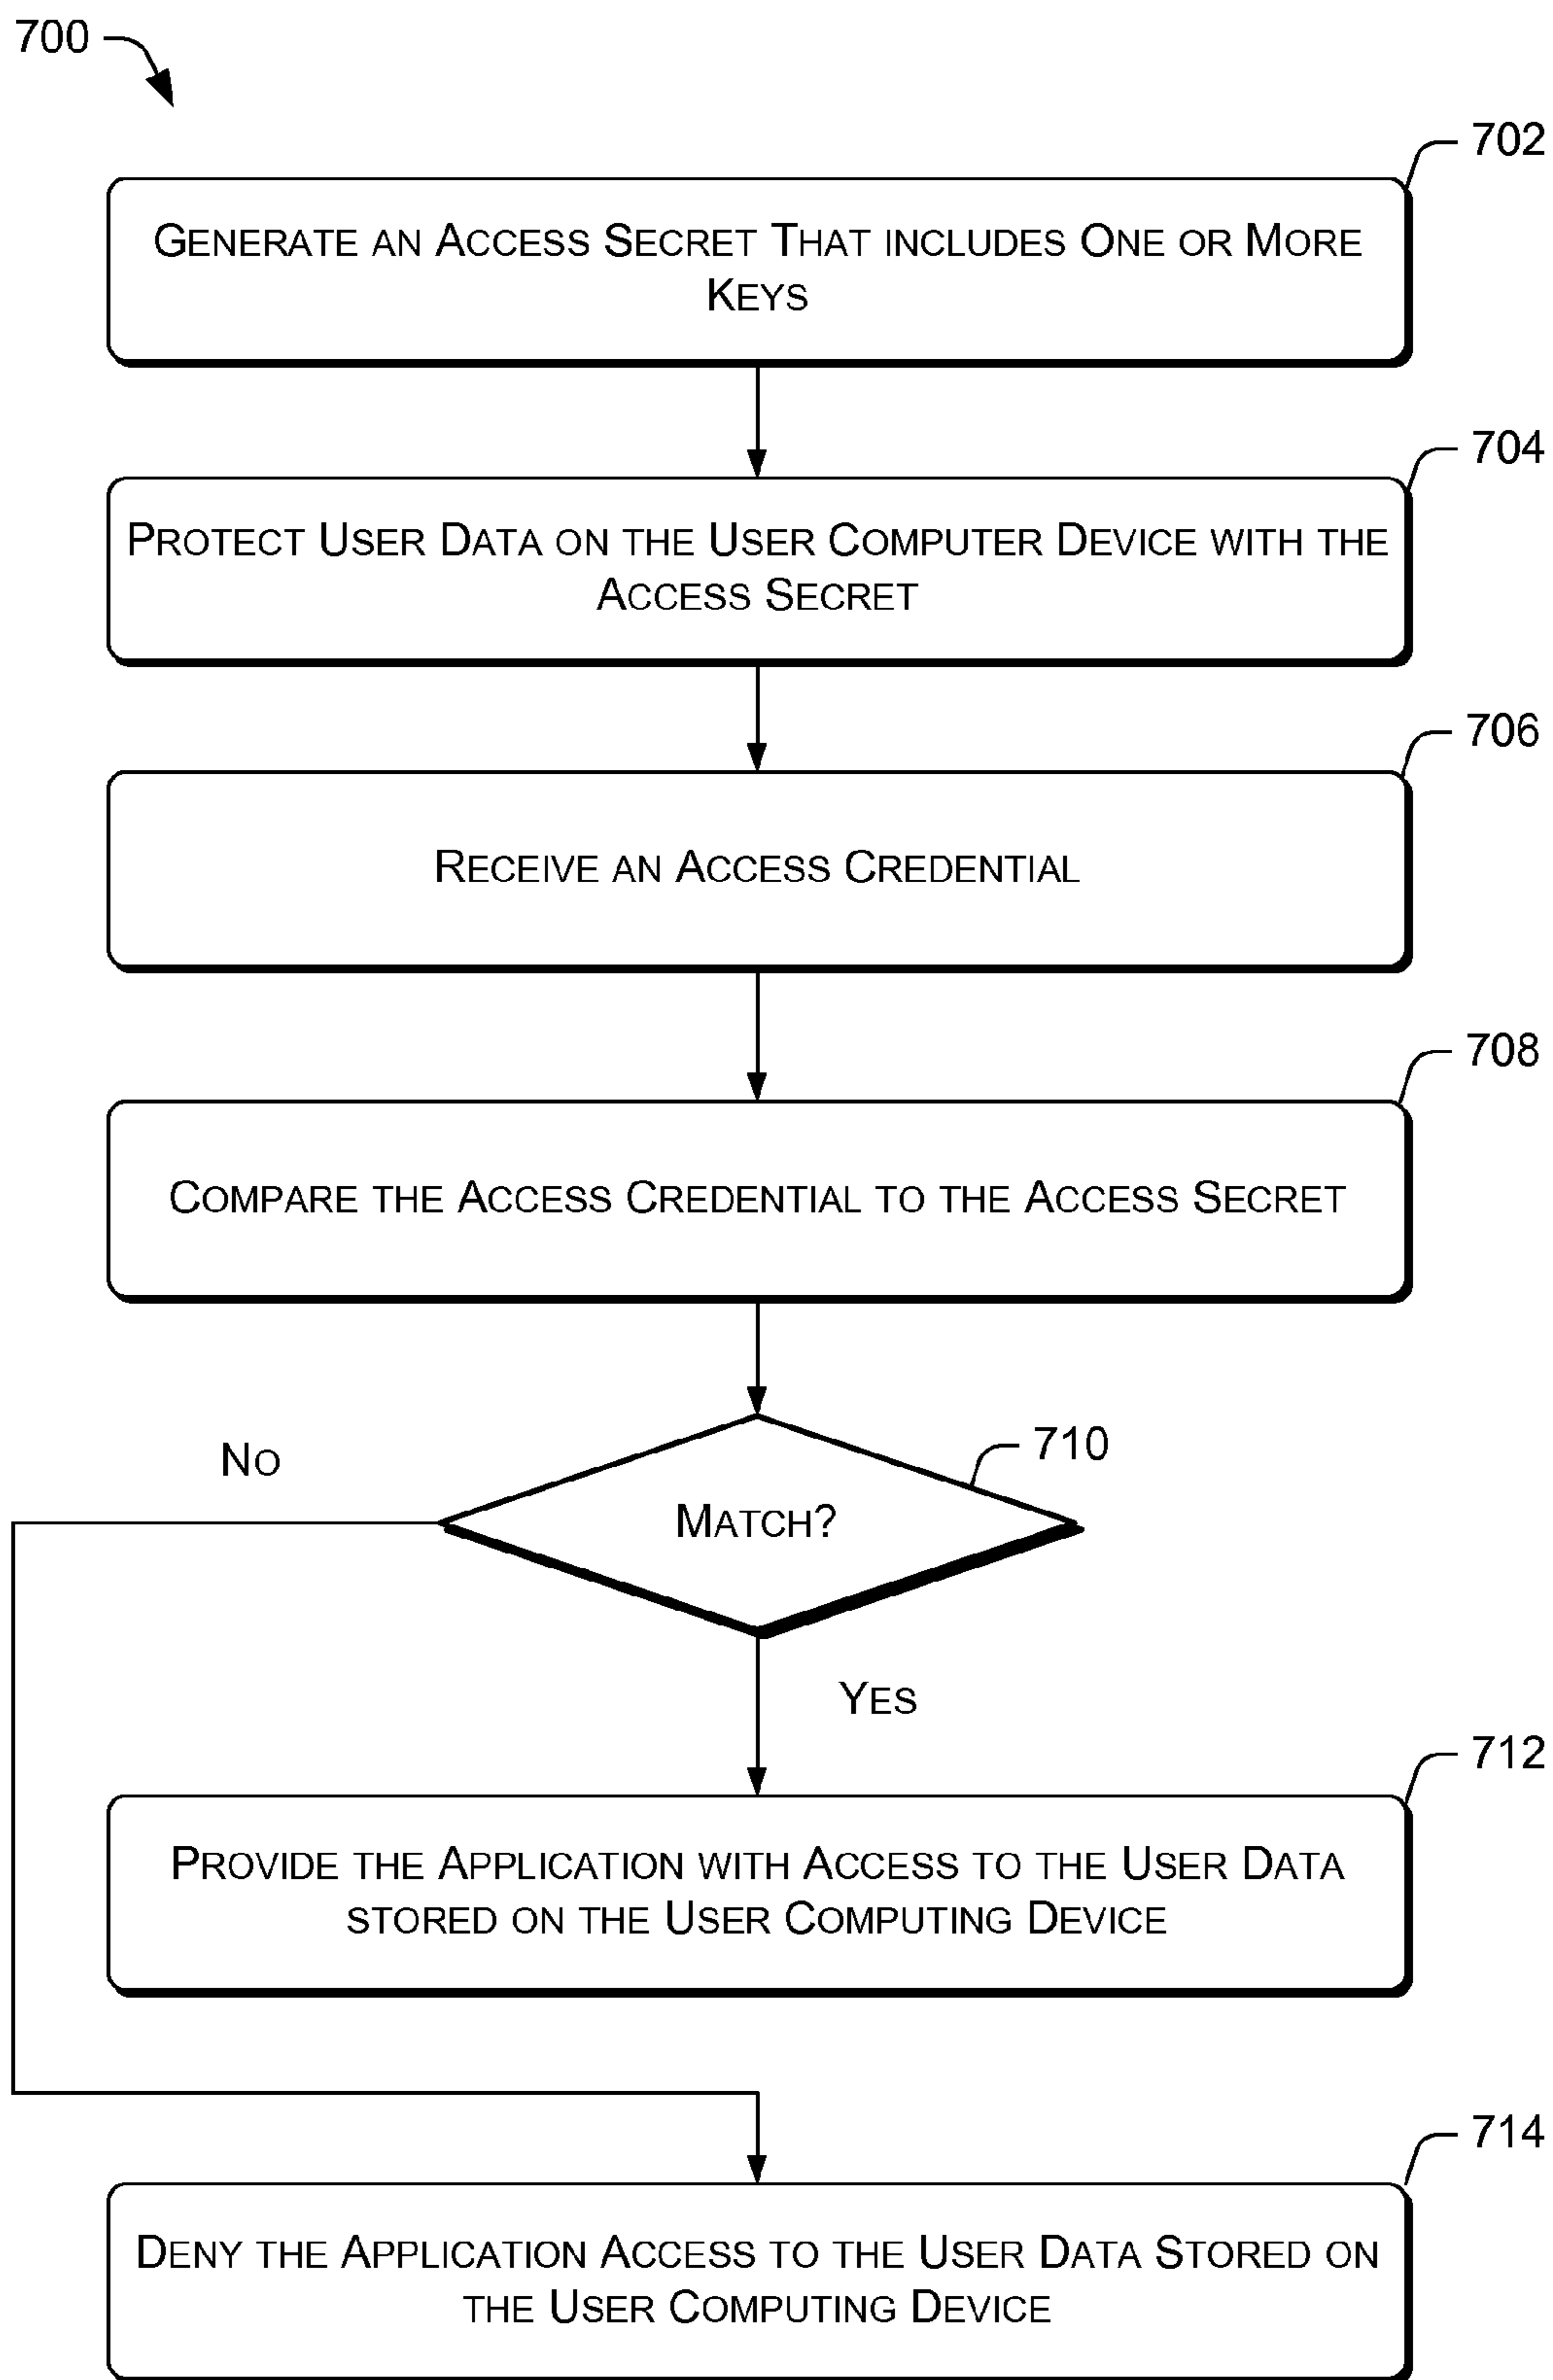 700
702
Generate an Access Secret That includes One or More
Keys
704
Protect User Data on the User Computer Device with the
Access Secret
706
Receive an Access Credential
708
Compare the Access Credential to the Access Secret
No
710
Match?
Yes
712
Provide the Application with Access to the User Data
stored on the User Computing Device
714
Deny the Application Access to the User Data Stored on
the User Computing Device